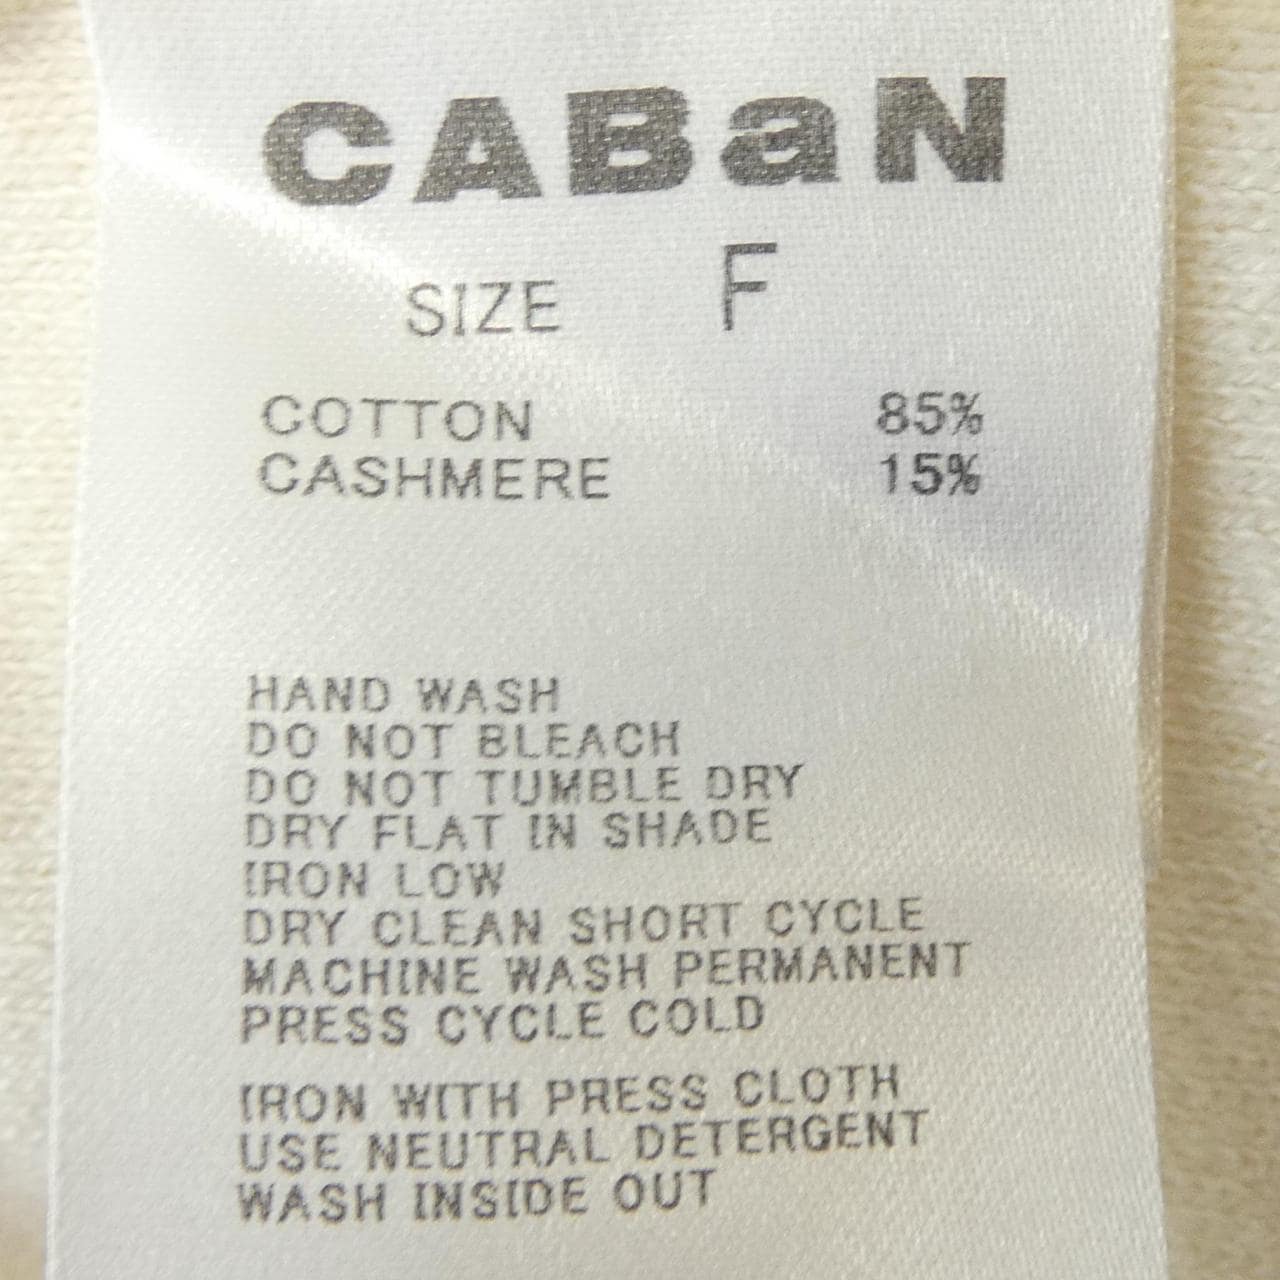 CABaN
SIZE F
COTTON 85%
CASHMERE 15%
HAND WASH
DO NOT BLEACH
DO NOT TUMBLE DRY
DRY FLAT IN SHADE
IRON LOW
DRY CLEAN SHORT CYCLE
MACHINE WASH PERMANENT
PRESS CYCLE COLD
IRON WITH PRESS CLOTH
USE NEUTRAL DETERGENT
WASH INSIDE OUT